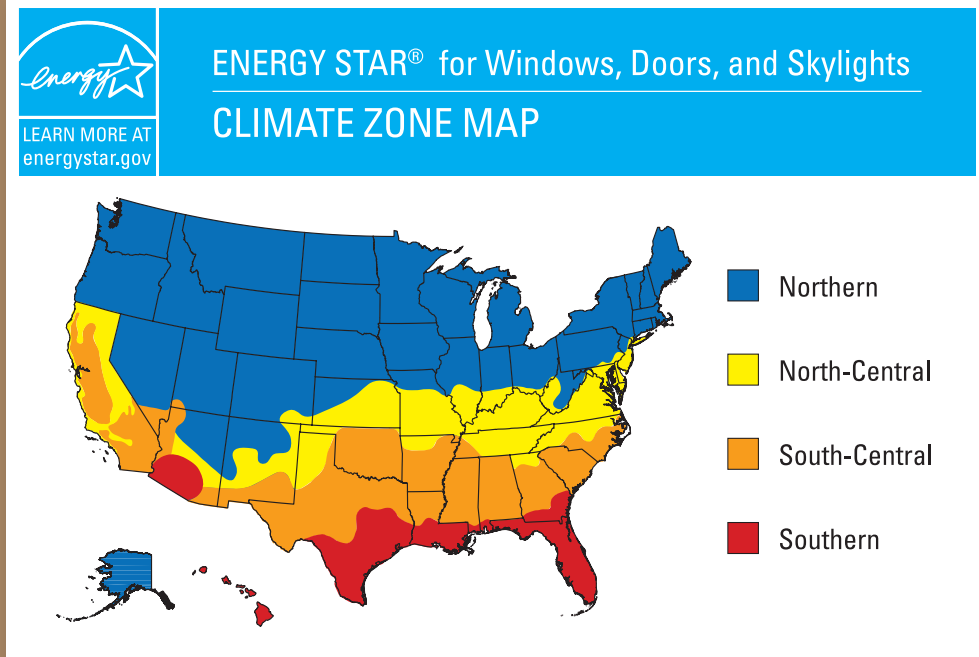 energy
LEARN MORE AT
energystar.gov
ENERGY STAR® for Windows, Doors, and Skylights
CLIMATE ZONE MAP
Northern
North-Central
South-Central
Southern